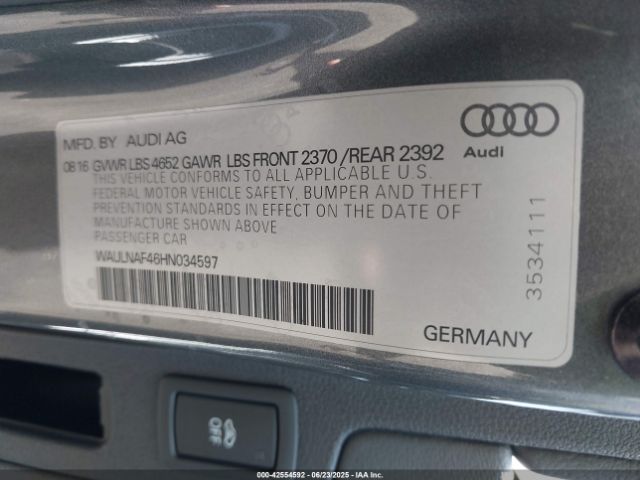 MFD. BY AUDI AG
08 16 GVWR LBS 4652 GAWR LBS FRONT 2370 /REAR 2392
THIS VEHICLE CONFORMS TO ALL APPLICABLE U.S.
FEDERAL MOTOR VEHICLE SAFETY, BUMPER AND THEFT
PREVENTION STANDARDS IN EFFECT ON THE DATE OF
MANUFACTURE SHOWN ABOVE
PASSENGER CAR
WAULNAF46HN034597
Audi
3534111
GERMANY
OFF
000-42554592 - 06/23/2025 - IAA Inc.